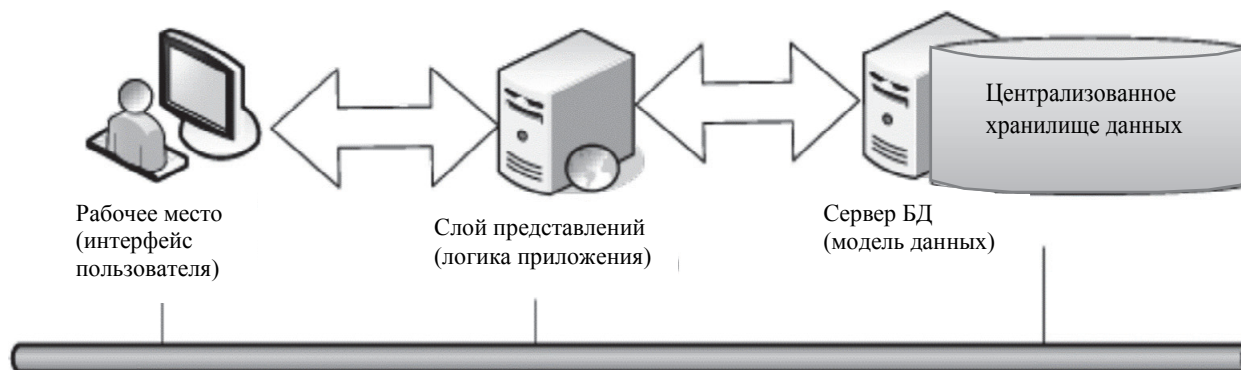 Централизованное
хранилище данных
Рабочее место
(интерфейс
пользователя)
Слой представлений
(логика приложения)
Сервер БД
(модель данных)